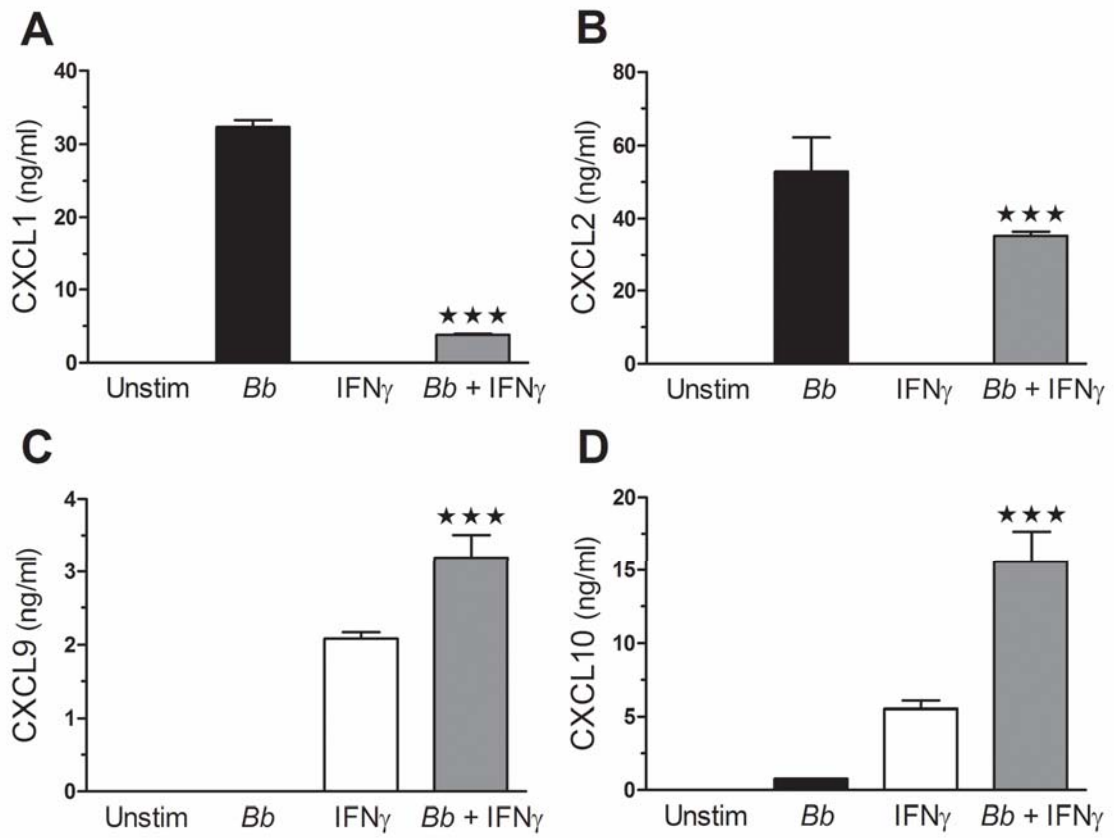 A
CXCL1 (ng/ml)
40
30
20
10
0
★★★
Unstim Bb IFNγ Bb + IFNγ
B
CXCL2 (ng/ml)
80
60
40
20
0
★★★
Unstim Bb IFNγ Bb + IFNγ
C
CXCL9 (ng/ml)
4
3
2
1
0
★★★
Unstim Bb IFNγ Bb + IFNγ
D
CXCL10 (ng/ml)
20
15
10
5
0
★★★
Unstim Bb IFNγ Bb + IFNγ